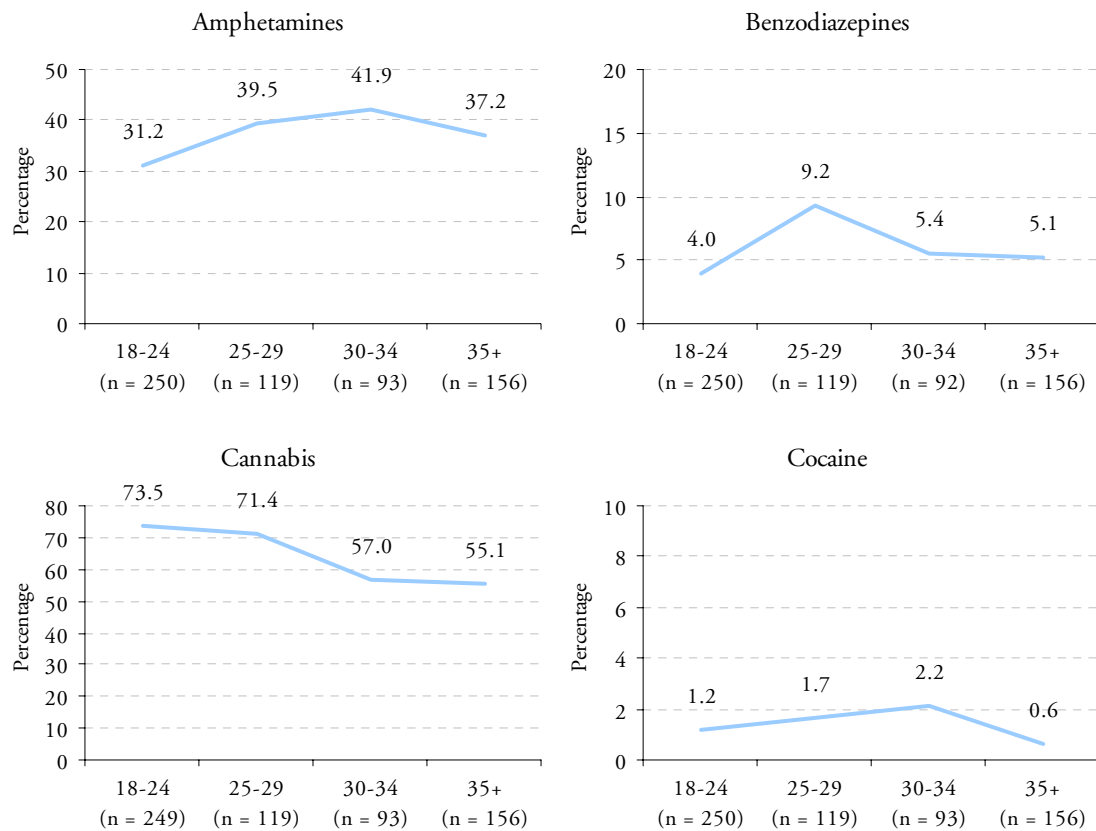 Amphetamines
Percentage
50
40
30
20
10
0
31.2
39.5
41.9
37.2
18-24
25-29
30-34
35+
(n = 250)
(n = 119)
(n = 93)
(n = 156)
Benzodiazepines
Percentage
20
15
10
5
0
4.0
9.2
5.4
5.1
18-24
25-29
30-34
35+
(n = 250)
(n = 119)
(n = 92)
(n = 156)
Cannabis
Percentage
80
70
60
50
40
30
20
10
0
73.5
71.4
57.0
55.1
18-24
25-29
30-34
35+
(n = 249)
(n = 119)
(n = 93)
(n = 156)
Cocaine
Percentage
10
8
6
4
2
0
1.2
1.7
2.2
0.6
18-24
25-29
30-34
35+
(n = 250)
(n = 119)
(n = 93)
(n = 156)